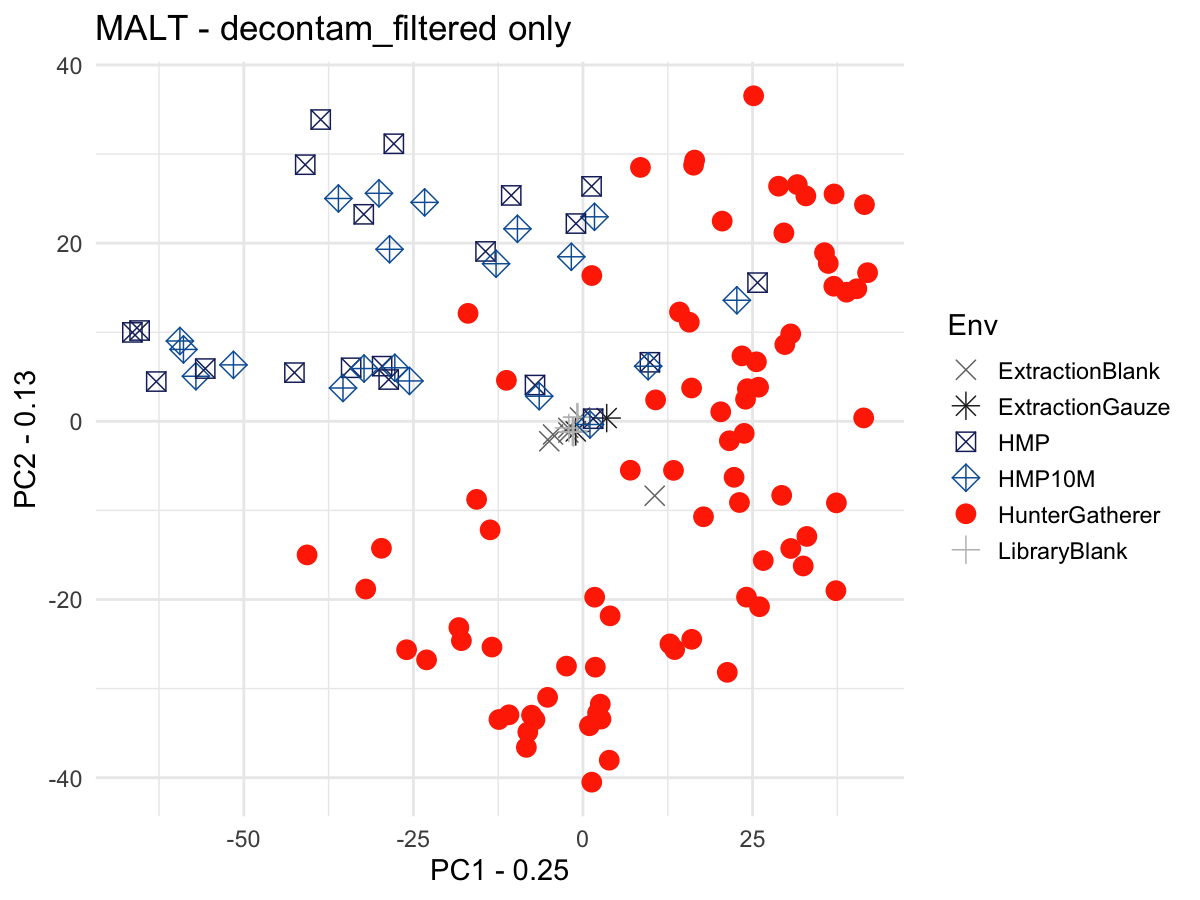 MALT - decontam_filtered only
40
20
0
-20
-40
PC2 - 0.13
-50
-25
0
25
PC1 - 0.25
Env
ExtractionBlank
ExtractionGauze
HMP
HMP10M
HunterGatherer
LibraryBlank